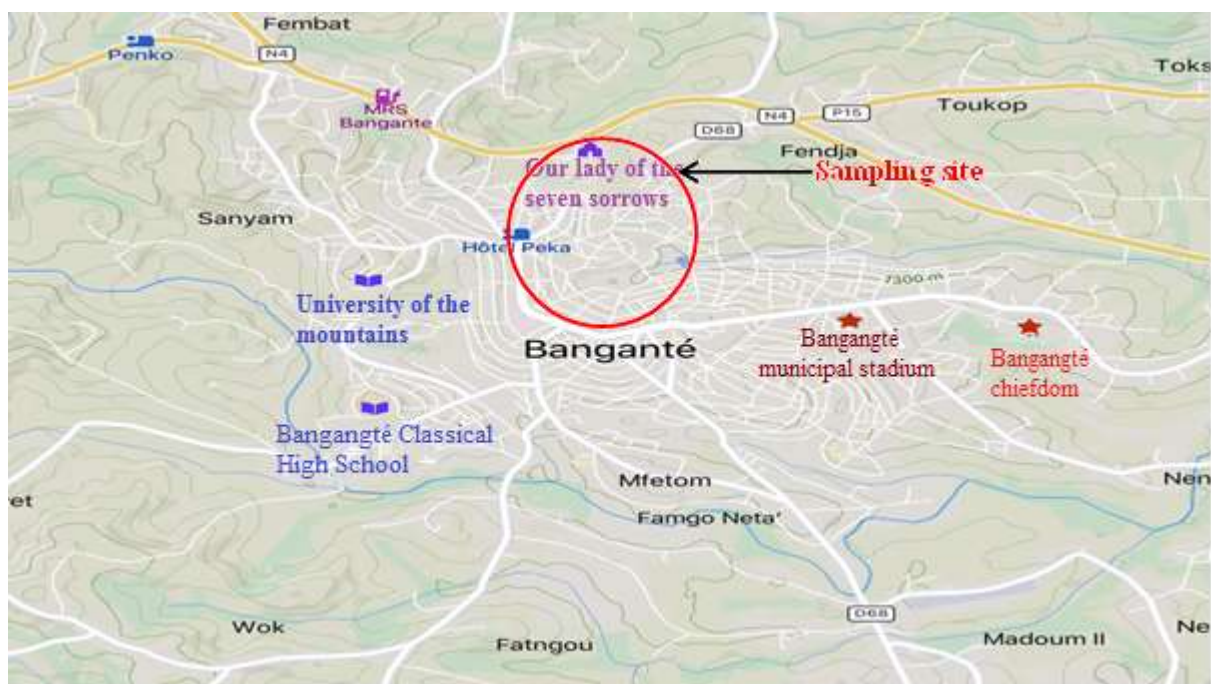 Fembat
Penko
N4
Toks
MRS
Bangante
Toukop
N4
P15
D68
Fendja
Our lady of the
seven sorrows
Sampling site
Sanyam
Hôtel Peka
7300 m
University of the
mountains
Banganté
Bangangté
municipal stadium
Bangangté
chiefdom
Bangangté Classical
High School
Mfetom
Nen
et
Famgo Neta'
D68
Wok
Fatngou
Madoum II
Ne